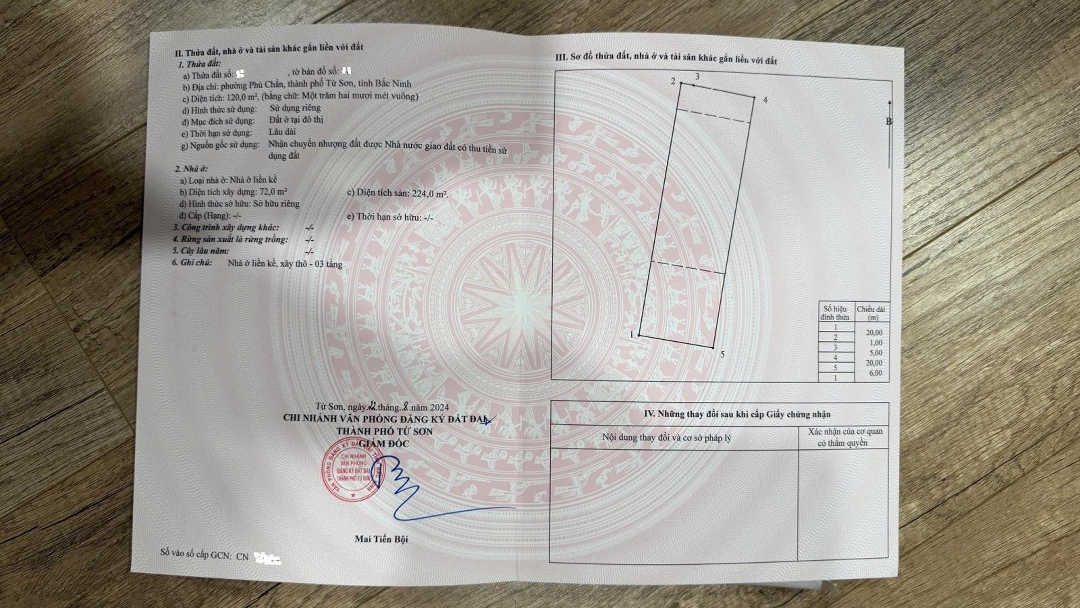 II. Thửa đất, nhà ở và tài sản khác gắn liền với đất
1. Thửa đất:
a) Thửa đất số: , tờ bản đồ số:
b) Địa chỉ: phường Phù Chẩn, thành phố Từ Sơn, tỉnh Bắc Ninh
c) Diện tích: 120,0 m², (bằng chữ: Một trăm hai mươi mét vuông)
d) Hình thức sử dụng: Sử dụng riêng
đ) Mục đích sử dụng: Đất ở tại đô thị
e) Thời hạn sử dụng: Lâu dài
g) Nguồn gốc sử dụng: Nhận chuyển nhượng đất được Nhà nước giao đất có thu tiền sử
dụng đất
2. Nhà ở:
a) Loại nhà ở: Nhà ở liền kề
b) Diện tích xây dựng: 72,0 m² c) Diện tích sàn: 224,0 m².
d) Hình thức sở hữu: Sở hữu riêng
đ) Cấp (Hạng): -/- e) Thời hạn sở hữu: -/-
3. Công trình xây dựng khác: -/-
4. Rừng sản xuất là rừng trồng: -/-
5. Cây lâu năm: -/-
6. Ghi chú: Nhà ở liền kề, xây thô - 03 tầng
Từ Sơn, ngày tháng 8 năm 2024
CHI NHÁNH VĂN PHÒNG ĐĂNG KÝ ĐẤT ĐAI
THÀNH PHỐ TỪ SƠN
GIÁM ĐỐC
CHI NHÁNH
VĂN PHÒNG
ĐĂNG KÝ ĐẤT ĐAI
THÀNH PHỐ TỪ SƠN
Mai Tiến Bội
Số vào sổ cấp GCN: CN
III. Sơ đồ thửa đất, nhà ở và tài sản khác gắn liền với đất
2
3
4
B
1
5
Số hiệu đỉnh thửa
Chiều dài (m)
1
20,00
2
1,00
3
5,00
4
20,00
5
6,00
1
IV. Những thay đổi sau khi cấp Giấy chứng nhận
Nội dung thay đổi và cơ sở pháp lý
Xác nhận của cơ quan
có thẩm quyền